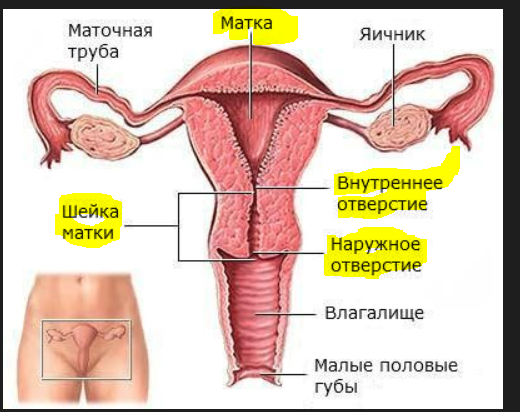 Маточная
труба
Матка
Яичник
Внутреннее
отверстие
Шейка
матки
Наружное
отверстие
Влагалище
Малые половые
губы